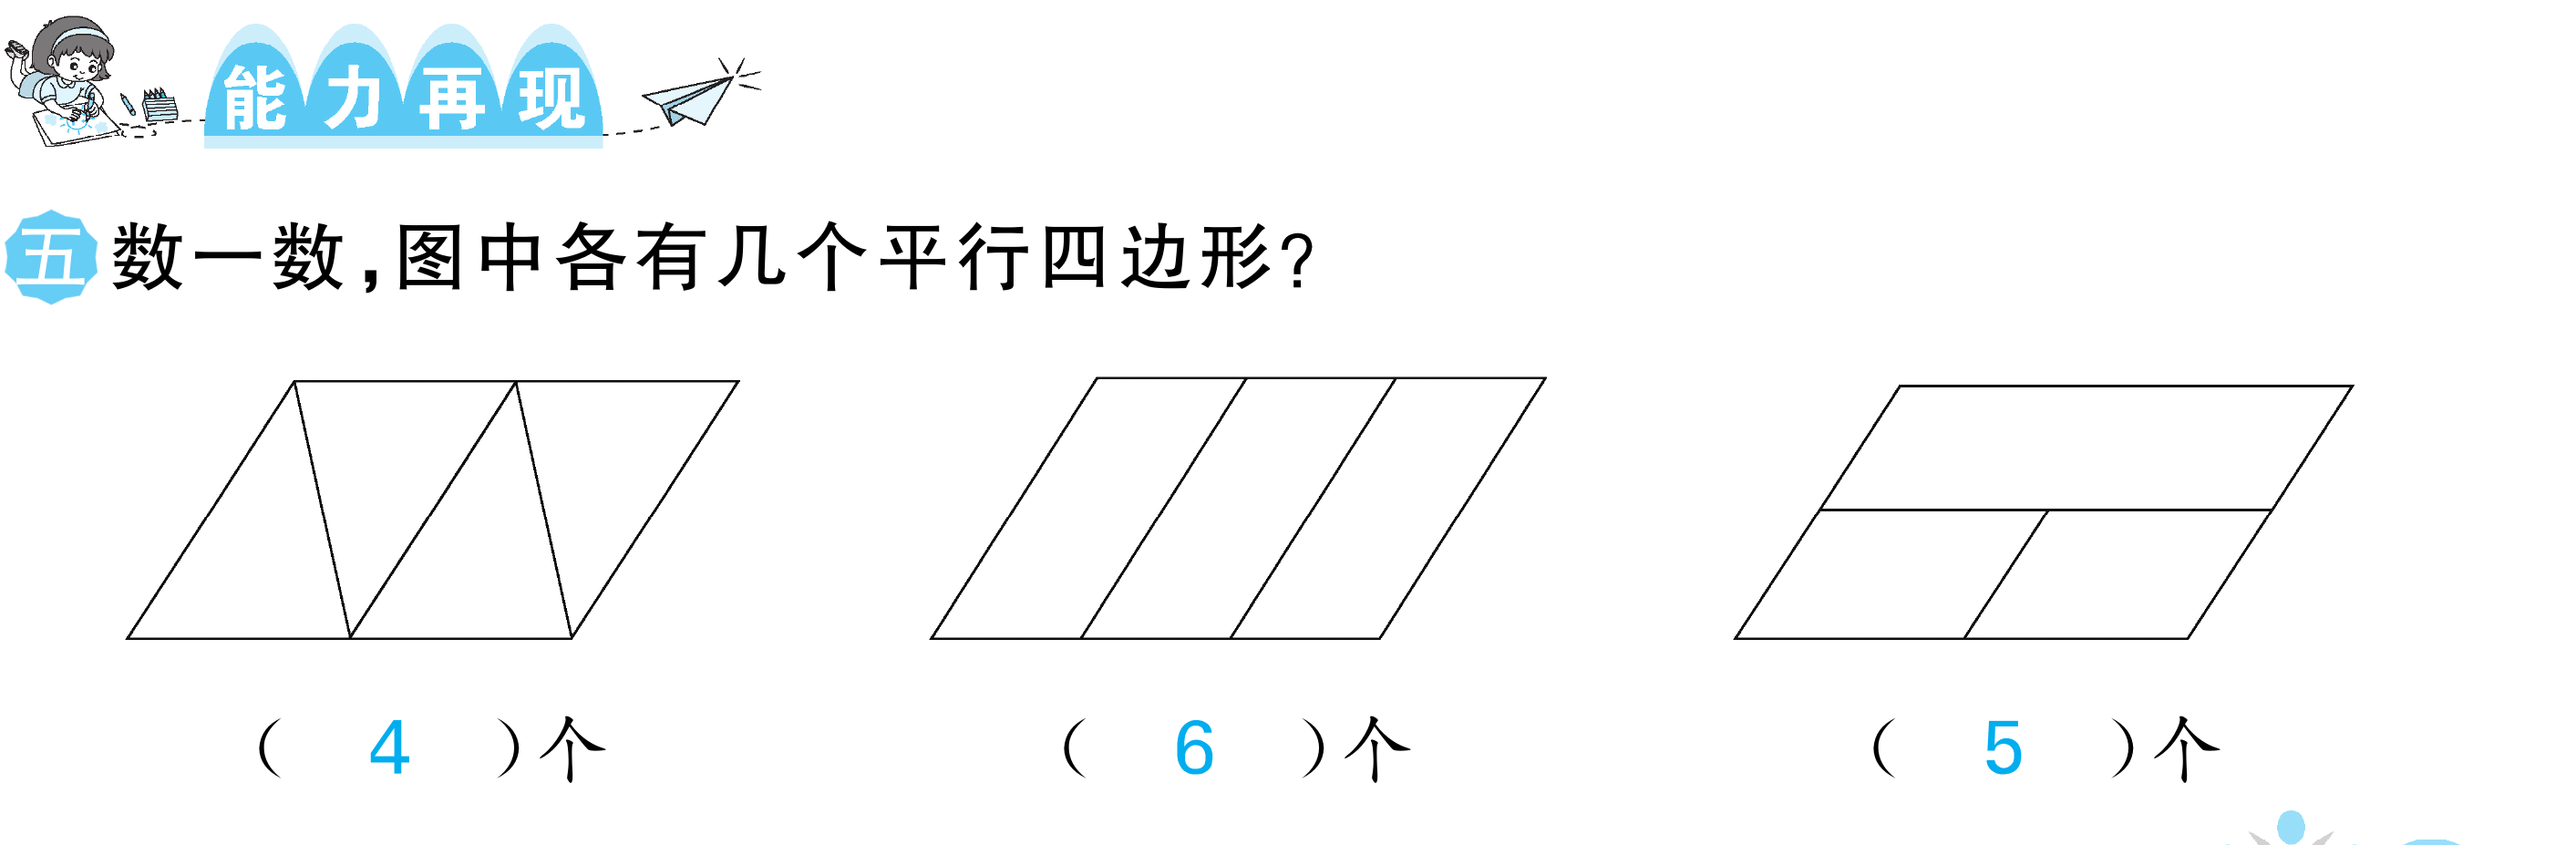 能力再现
五 数一数,图中各有几个平行四边形?
( 4 )个 ( 6 )个 ( 5 )个